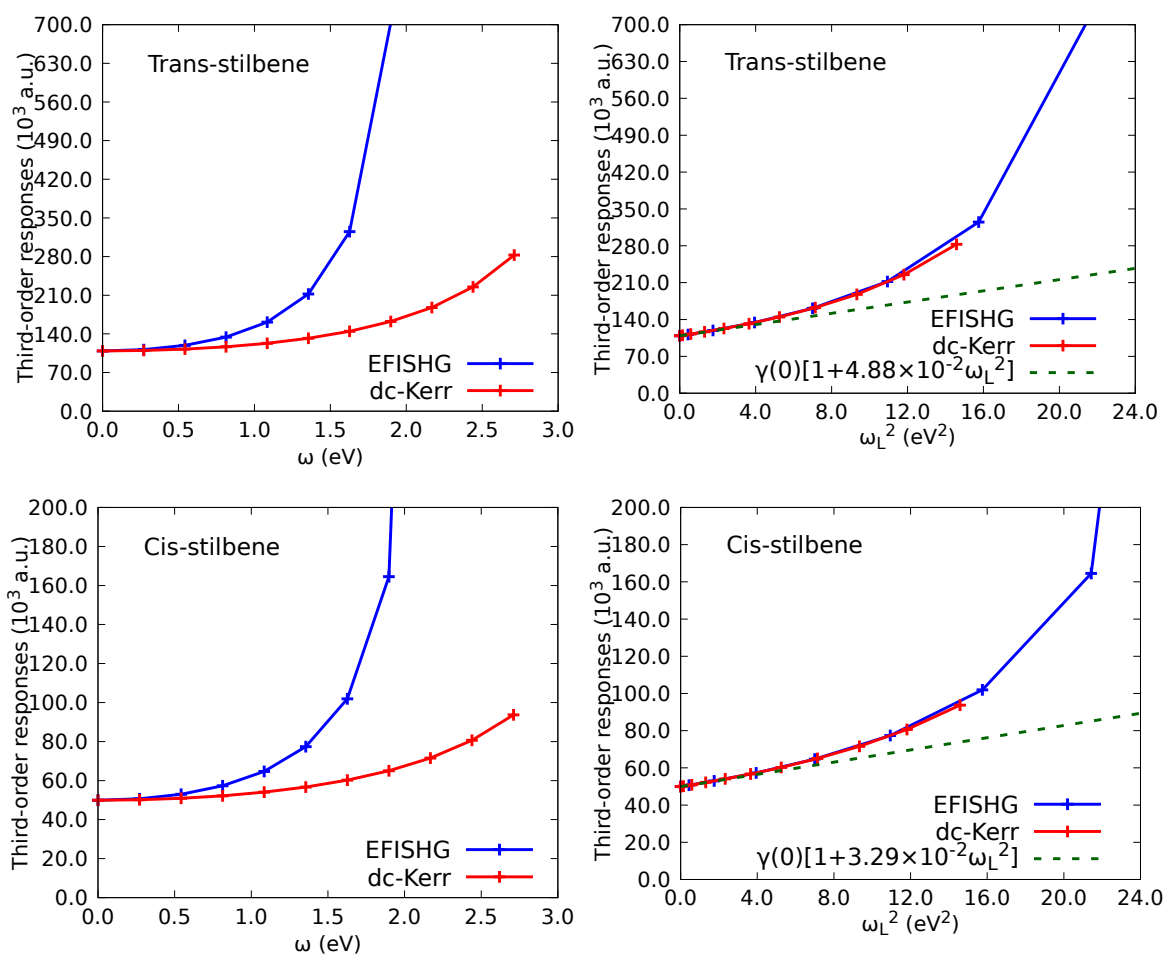 Third-order responses (10³ a.u.)
700.0
630.0
560.0
490.0
420.0
350.0
280.0
210.0
140.0
70.0
0.0
Trans-stilbene
EFISHG
dc-Kerr
0.0 0.5 1.0 1.5 2.0 2.5 3.0
ω (eV)
Third-order responses (10³ a.u.)
700.0
630.0
560.0
490.0
420.0
350.0
280.0
210.0
140.0
70.0
0.0
Trans-stilbene
EFISHG
dc-Kerr
γ(0)[1+4.88×10⁻²ω_L²]
0.0 4.0 8.0 12.0 16.0 20.0 24.0
ω_L² (eV²)
Third-order responses (10³ a.u.)
200.0
180.0
160.0
140.0
120.0
100.0
80.0
60.0
40.0
20.0
0.0
Cis-stilbene
EFISHG
dc-Kerr
0.0 0.5 1.0 1.5 2.0 2.5 3.0
ω (eV)
Third-order responses (10³ a.u.)
200.0
180.0
160.0
140.0
120.0
100.0
80.0
60.0
40.0
20.0
0.0
Cis-stilbene
EFISHG
dc-Kerr
γ(0)[1+3.29×10⁻²ω_L²]
0.0 4.0 8.0 12.0 16.0 20.0 24.0
ω_L² (eV²)